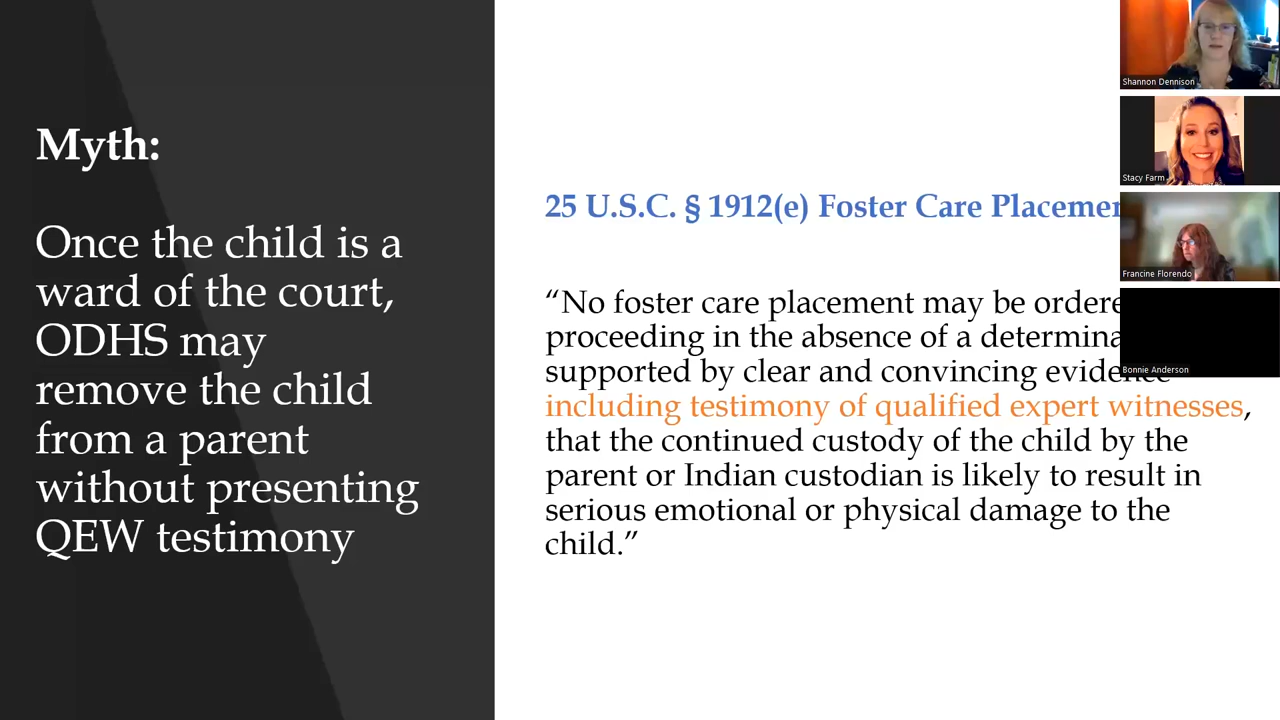 Myth:
Once the child is a
ward of the court,
ODHS may
remove the child
from a parent
without presenting
QEW testimony
25 U.S.C. § 1912(e) Foster Care
“No foster care placement may be
proceeding in the absence of a
supported by clear and convincing evidence
including testimony of qualified expert witnesses,
that the continued custody of the child by the
parent or Indian custodian is likely to result in
serious emotional or physical damage to the
child.”
Shannon Dennison
Stacy Farm
Francine Florendo
Bonnie Anderson